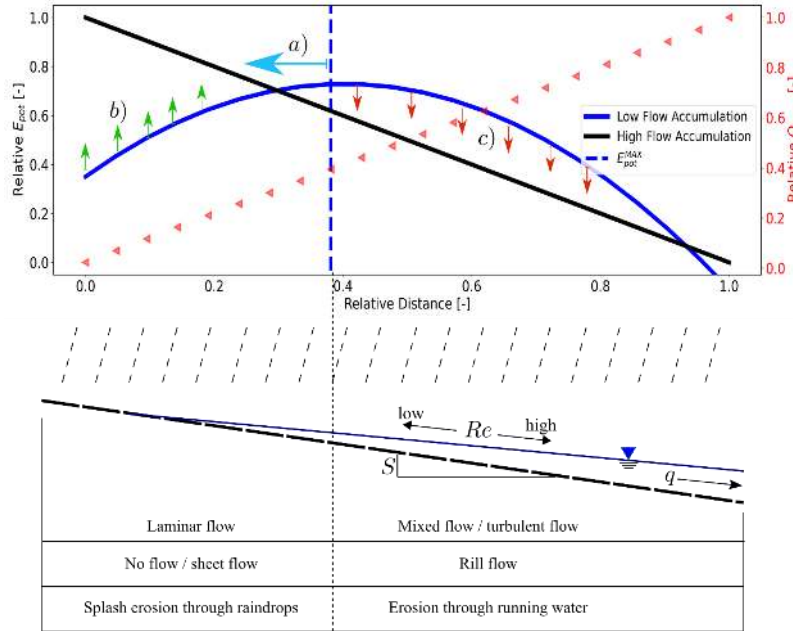 a)
b)
c)
Relative E_pot [-]
1.0
0.8
0.6
0.4
0.2
0.0
Low Flow Accumulation
High Flow Accumulation
E_pot^MAX
1.0
0.8
0.6
0.4
0.2
0.0
Relative
0.0 0.2 0.4 0.6 0.8 1.0
Relative Distance [-]
low
Re
high
S
q
Laminar flow Mixed flow / turbulent flow
No flow / sheet flow Rill flow
Splash erosion through raindrops Erosion through running water